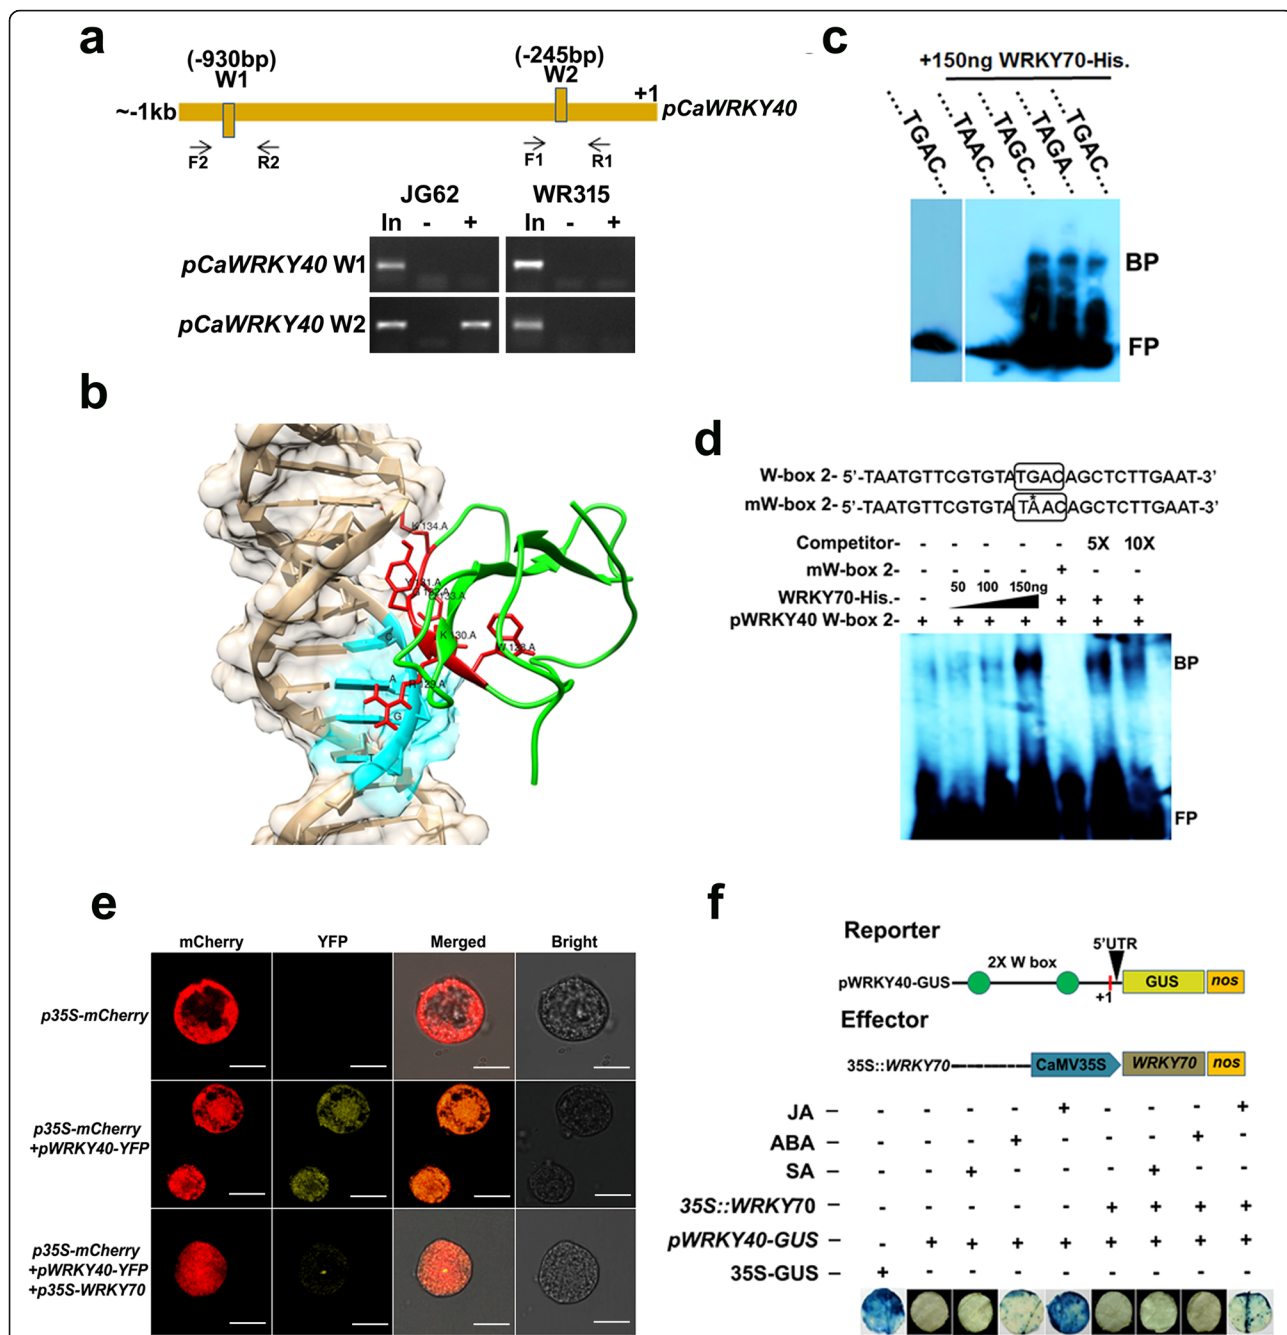 a
(-930bp)
W1
(-245bp)
W2
~-1kb
+1
pCaWRKY40
F2
R2
F1
R1
JG62
WR315
In - +
In - +
pCaWRKY40 W1
pCaWRKY40 W2
b
K 134.A
K 130.A
C
A
G
c
+150ng WRKY70-His.
.....TGAC...
.....TAAC...
.....TAGC...
.....TAGA...
.....TGAC...
BP
FP
d
W-box 2- 5'-TAATGTTCGTGTATGACAGCTCTTGAAT-3'
*
mW-box 2- 5'-TAATGTTCGTGTATAACAGCTCTTGAAT-3'
Competitor- - - - - - 5X 10X
mW-box 2- +
50 100 150ng
WRKY70-His.- - + + +
pWRKY40 W-box 2- + + + + + + +
BP
FP
e
mCherry YFP Merged Bright
p35S-mCherry
p35S-mCherry
+pWRKY40-YFP
p35S-mCherry
+pWRKY40-YFP
+p35S-WRKY70
f
Reporter
5'UTR
2X W box
pWRKY40-GUS
+1
GUS
nos
Effector
35S::WRKY70
CaMV35S
WRKY70
nos
JA – - - - - + - - - +
ABA – - - - + - - - + -
SA – - - + - - - + - -
35S::WRKY70 – - - - - - + + + +
pWRKY40-GUS – - + + + + + + + +
35S-GUS – + - - - - - - - -